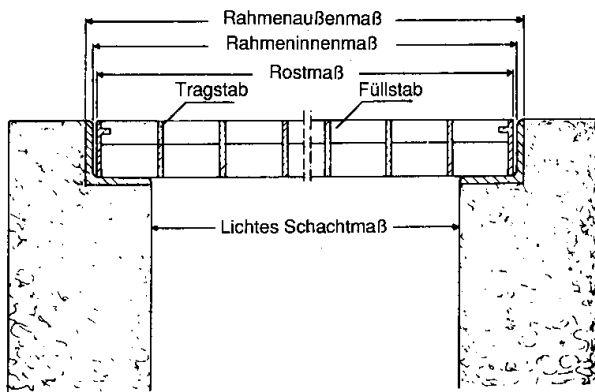 Rahmenaußenmaß
Rahmeninnenmaß
Rostmaß
Tragstab Füllstab
Lichtes Schachtmaß